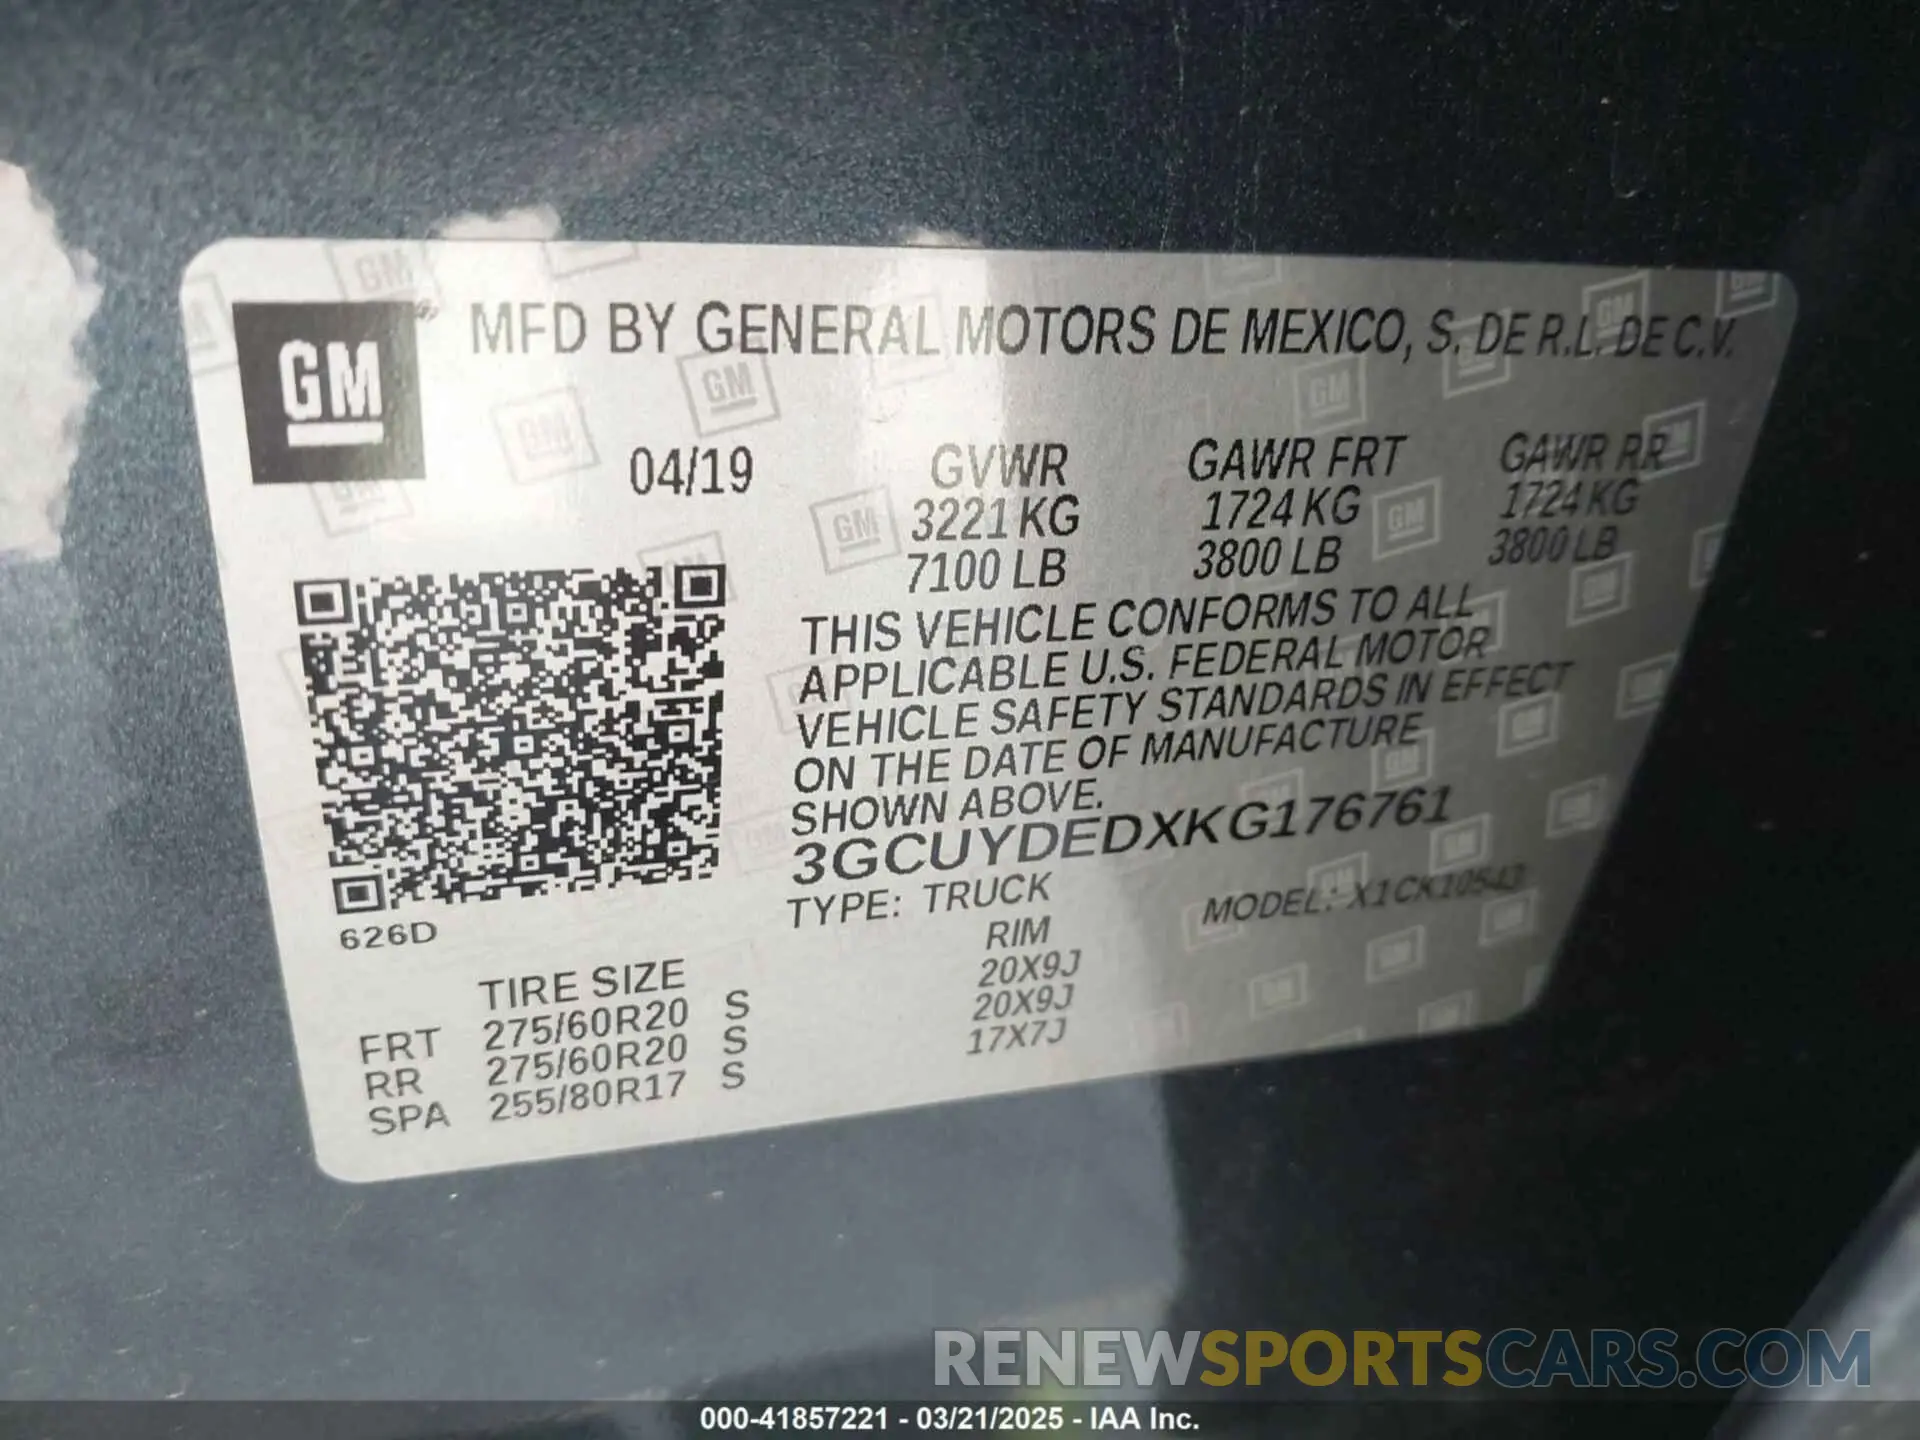 GM
MFD BY GENERAL MOTORS DE MEXICO, S. DE R.L. DE C.V.
04/19
GVWR GAWR FRT GAWR RR
3221 KG 1724 KG 1724 KG
7100 LB 3800 LB 3800 LB
THIS VEHICLE CONFORMS TO ALL
APPLICABLE U.S. FEDERAL MOTOR
VEHICLE SAFETY STANDARDS IN EFFECT
ON THE DATE OF MANUFACTURE
SHOWN ABOVE.
3GCUYDEDXKG176761
TYPE: TRUCK MODEL: X1CK10543
626D
TIRE SIZE RIM
FRT 275/60R20 S 20X9J
RR 275/60R20 S 20X9J
SPA 255/80R17 S 17X7J
RENEWSPORTSCARS.COM
000-41857221 - 03/21/2025 - IAA Inc.